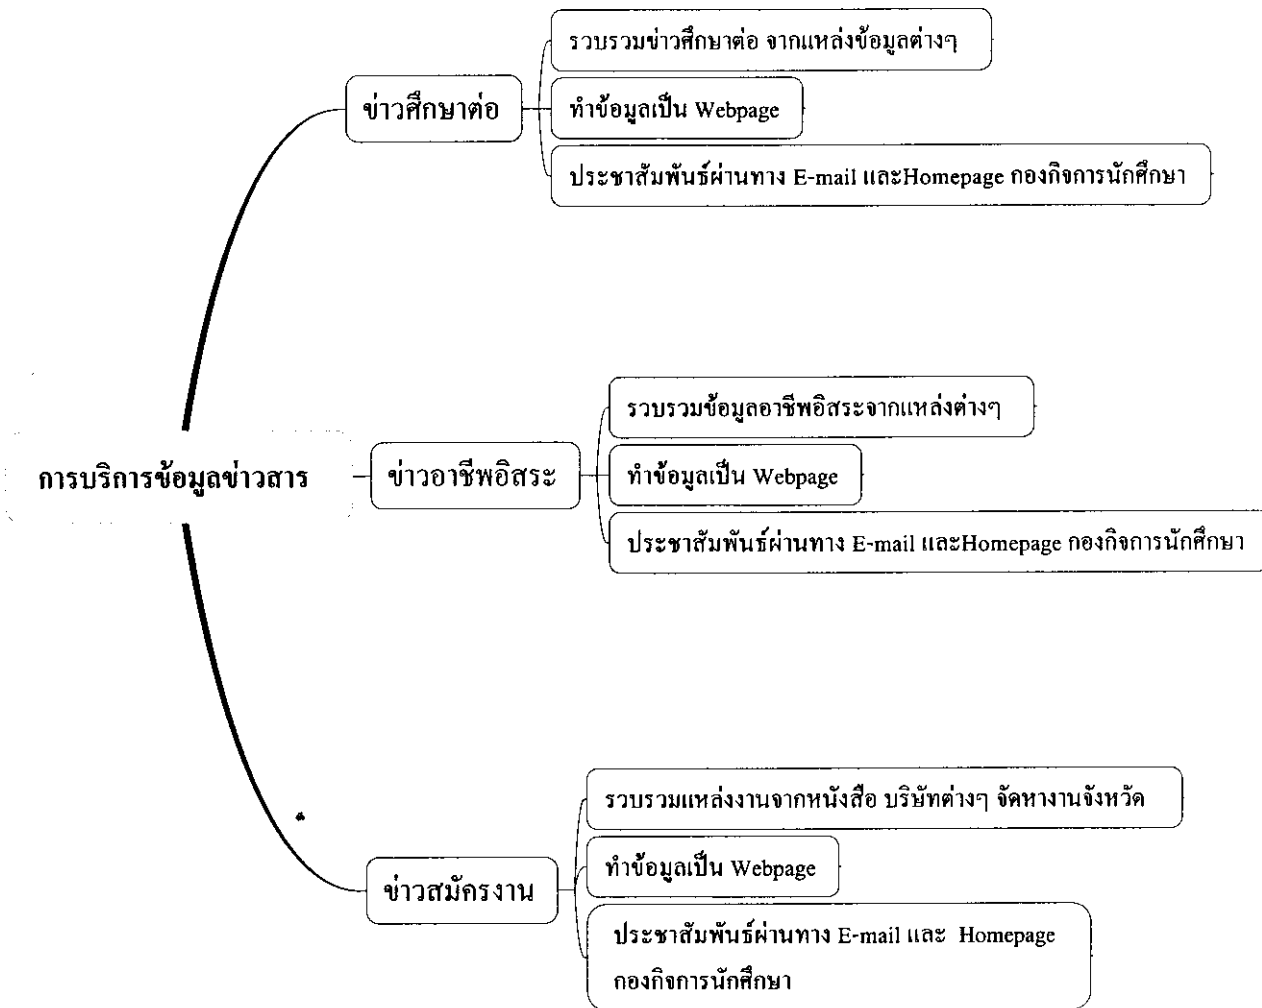 การบริการข้อมูลข่าวสาร
ข่าวศึกษาต่อ
รวบรวมข่าวศึกษาต่อ จากแหล่งข้อมูลต่างๆ
ทำข้อมูลเป็น Webpage
ประชาสัมพันธ์ผ่านทาง E-mail และHomepage กองกิจการนักศึกษา
ข่าวอาชีพอิสระ
รวบรวมข้อมูลอาชีพอิสระจากแหล่งต่างๆ
ทำข้อมูลเป็น Webpage
ประชาสัมพันธ์ผ่านทาง E-mail และHomepage กองกิจการนักศึกษา
ข่าวสมัครงาน
รวบรวมแหล่งงานจากหนังสือ บริษัทต่างๆ จัดหางานจังหวัด
ทำข้อมูลเป็น Webpage
ประชาสัมพันธ์ผ่านทาง E-mail และ Homepage
กองกิจการนักศึกษา